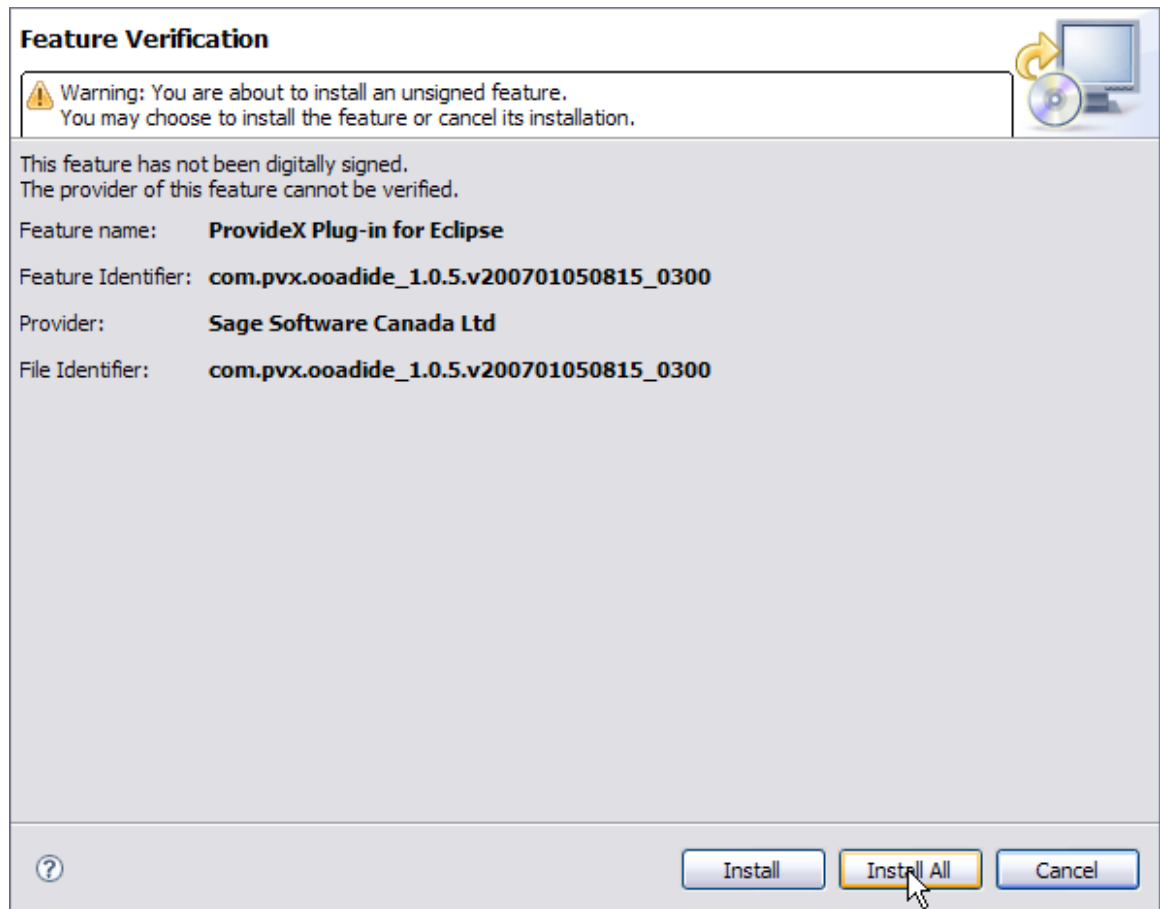 Feature Verification
Warning: You are about to install an unsigned feature.
You may choose to install the feature or cancel its installation.
This feature has not been digitally signed.
The provider of this feature cannot be verified.
Feature name: ProvideX Plug-in for Eclipse
Feature Identifier: com.pvx.ooadide_1.0.5.v200701050815_0300
Provider: Sage Software Canada Ltd
File Identifier: com.pvx.ooadide_1.0.5.v200701050815_0300
? Install Install All Cancel